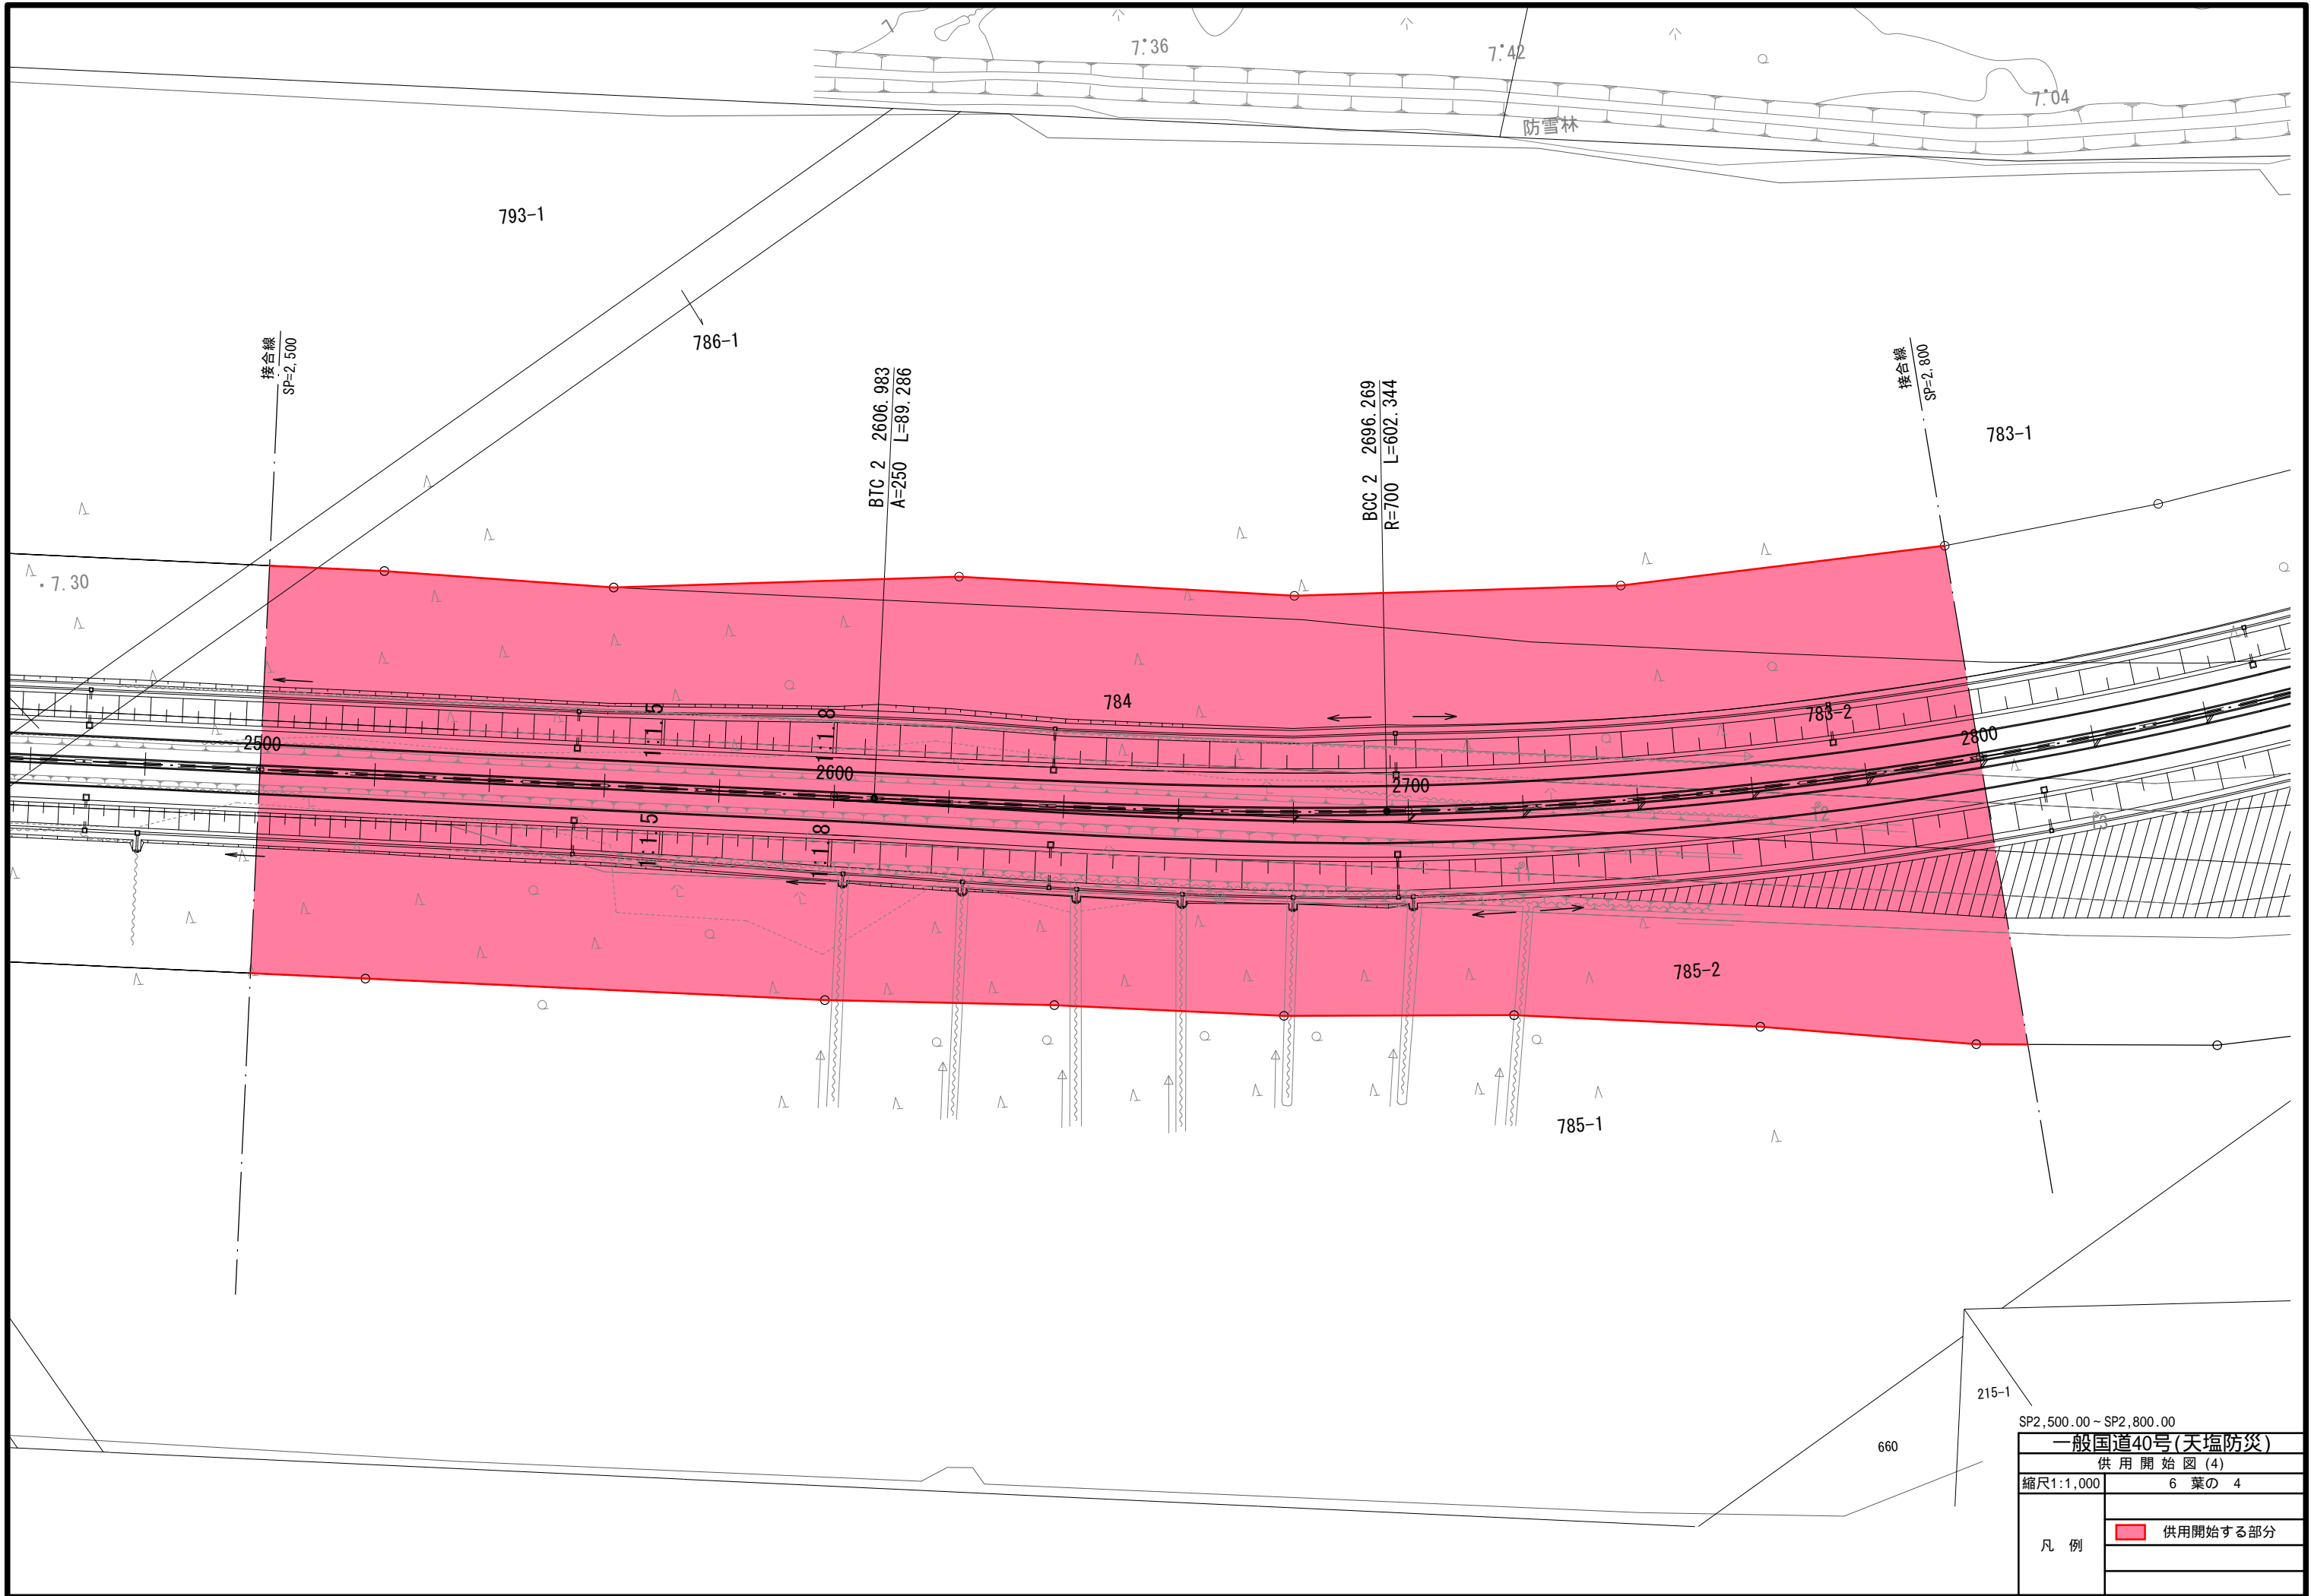 7
7.36
7.42
7.04
防雪林
793-1
786-1
接合線
SP=2,500
BTC 2 2606.983
A=250 L=89.286
BCC 2 2696.269
R=700 L=602.344
接合線
SP=2,800
783-1
7.30
784
783-2
1:1.5
1:1.8
2500
2600
2700
2800
1:1.5
1:1.8
785-2
785-1
215-1
660
SP2,500.00~SP2,800.00
一般国道40号(天塩防災)
供用開始図(4)
縮尺1:1,000
6 葉の 4
凡例
供用開始する部分